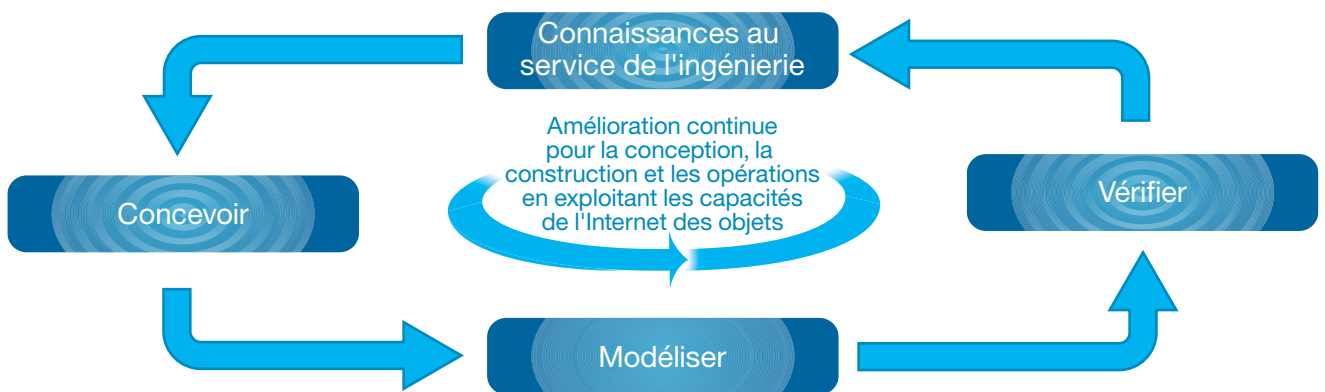 Connaissances au
service de l'ingénierie
Amélioration continue
pour la conception, la
construction et les opérations
en exploitant les capacités
de l'Internet des objets
Concevoir
Vérifier
Modéliser